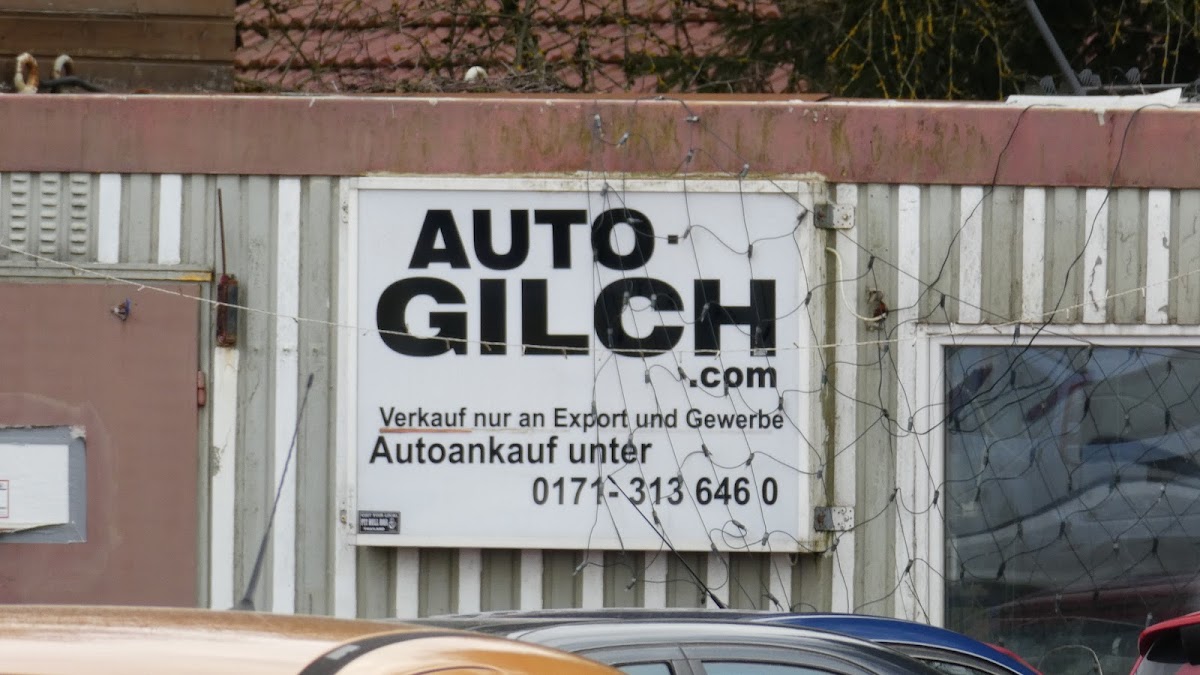 AUTO-
GILCH
.com
Verkauf nur an Export und Gewerbe
Autoankauf unter
0171- 313 646 0